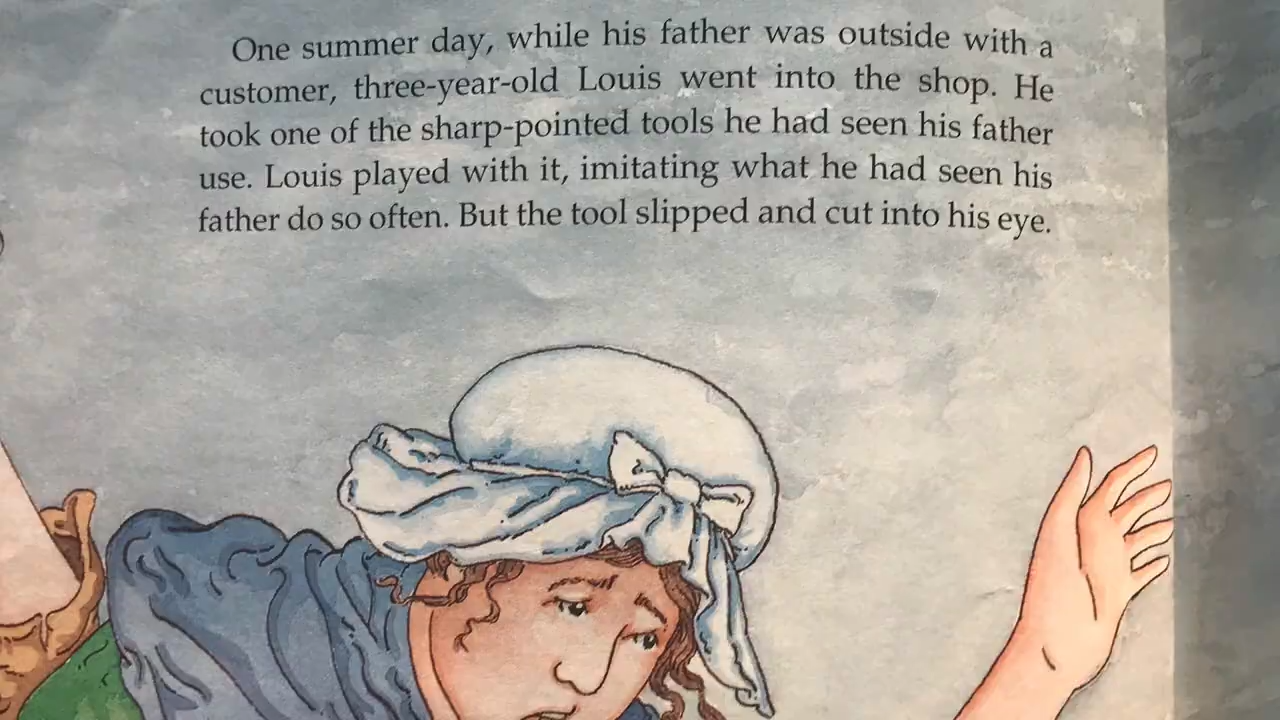 One summer day, while his father was outside with a
customer, three-year-old Louis went into the shop. He
took one of the sharp-pointed tools he had seen his father
use. Louis played with it, imitating what he had seen his
father do so often. But the tool slipped and cut into his eye.